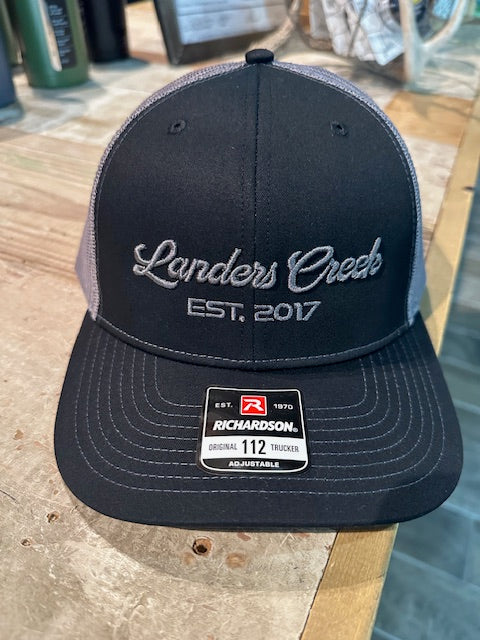 Landers Creek
EST. 2017
EST. R 1970
RICHARDSON®
ORIGINAL 112 TRUCKER
ADJUSTABLE